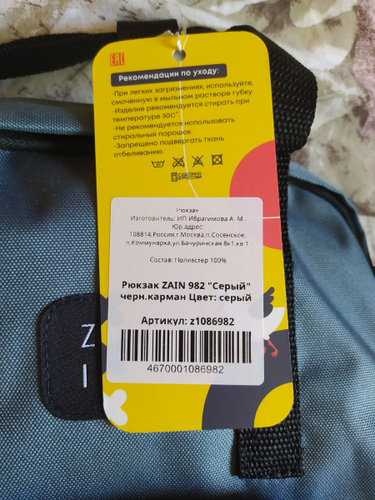 EAC
Рекомендации по уходу:
-При легких загрязнениях, используйте,
смоченную в мыльном растворе губку.
-Изделие рекомендуется стирать при
температуре 30С°
-Не рекомендуется использовать
стиральный порошок.
-Запрещено подвергать ткань
отбеливанию.
Рюкзак
Изготовитель: ИП Ибрагимова А. М.
Юр.адрес:
108814,Россия,г.Москва,п.Сосенское,
п.Коммунарка,ул.Бачуринская 8к1,кв 1
Состав: Полиэстер 100%
Рюкзак ZAIN 982 "Серый"
черн.карман Цвет: серый
Артикул: z1086982
4670001086982
Z
I